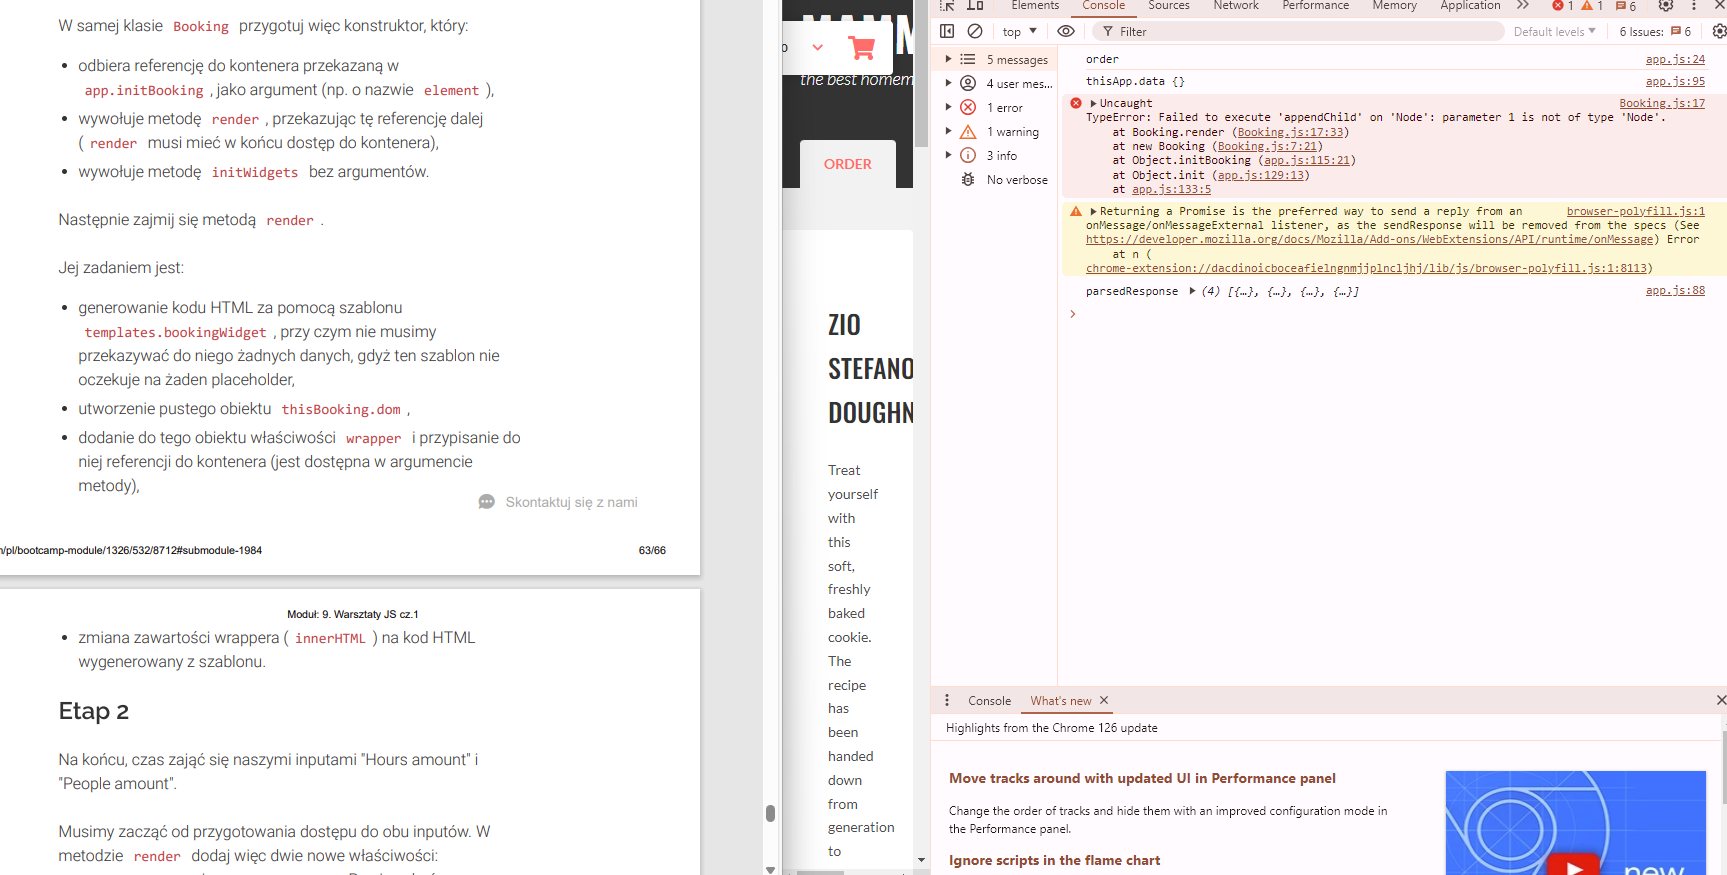 W samej klasie Booking przygotuj więc konstruktor, który:
odbiera referencję do kontenera przekazaną w
app.initBooking , jako argument (np. o nazwie element ),
wywołuje metodę render , przekazując tę referencję dalej
( render musi mieć w końcu dostęp do kontenera),
wywołuje metodę initWidgets bez argumentów.
Następnie zajmij się metodą render .
Jej zadaniem jest:
generowanie kodu HTML za pomocą szablonu
templates.bookingWidget , przy czym nie musimy
przekazywać do niego żadnych danych, gdyż ten szablon nie
oczekuje na żaden placeholder,
utworzenie pustego obiektu thisBooking.dom ,
dodanie do tego obiektu właściwości wrapper i przypisanie do
niej referencji do kontenera (jest dostępna w argumencie
metody),
Skontaktuj się z nami
/pl/bootcamp-module/1326/532/8712#submodule-1984
63/66
Moduł: 9. Warsztaty JS cz.1
zmiana zawartości wrappera ( innerHTML ) na kod HTML
wygenerowany z szablonu.
Etap 2
Na końcu, czas zająć się naszymi inputami "Hours amount" i
"People amount".
Musimy zacząć od przygotowania dostępu do obu inputów. W
metodzie render dodaj więc dwie nowe właściwości:
the best homem
ORDER
ZIO
STEFANO
DOUGHN
Treat
yourself
with
this
soft,
freshly
baked
cookie.
The
recipe
has
been
handed
down
from
generation
to
Elements Console Sources Network Performance Memory Application 1 1 6
top Filter Default levels 6 Issues: 6
5 messages
4 user mes...
1 error
1 warning
3 info
No verbose
order app.js:24
thisApp.data {} app.js:95
Uncaught Booking.js:17
TypeError: Failed to execute 'appendChild' on 'Node': parameter 1 is not of type 'Node'.
at Booking.render (Booking.js:17:33)
at new Booking (Booking.js:7:21)
at Object.initBooking (app.js:115:21)
at Object.init (app.js:129:13)
at app.js:133:5
Returning a Promise is the preferred way to send a reply from an browser-polyfill.js:1
onMessage/onMessageExternal listener, as the sendResponse will be removed from the specs (See
https://developer.mozilla.org/docs/Mozilla/Add-ons/WebExtensions/API/runtime/onMessage) Error
at n (
chrome-extension://dacdinoicboceafielngnmjjplncljhj/lib/js/browser-polyfill.js:1:8113)
parsedResponse (4) [{…}, {…}, {…}, {…}] app.js:88
Console What's new
Highlights from the Chrome 126 update
Move tracks around with updated UI in Performance panel
Change the order of tracks and hide them with an improved configuration mode in
the Performance panel.
Ignore scripts in the flame chart
new